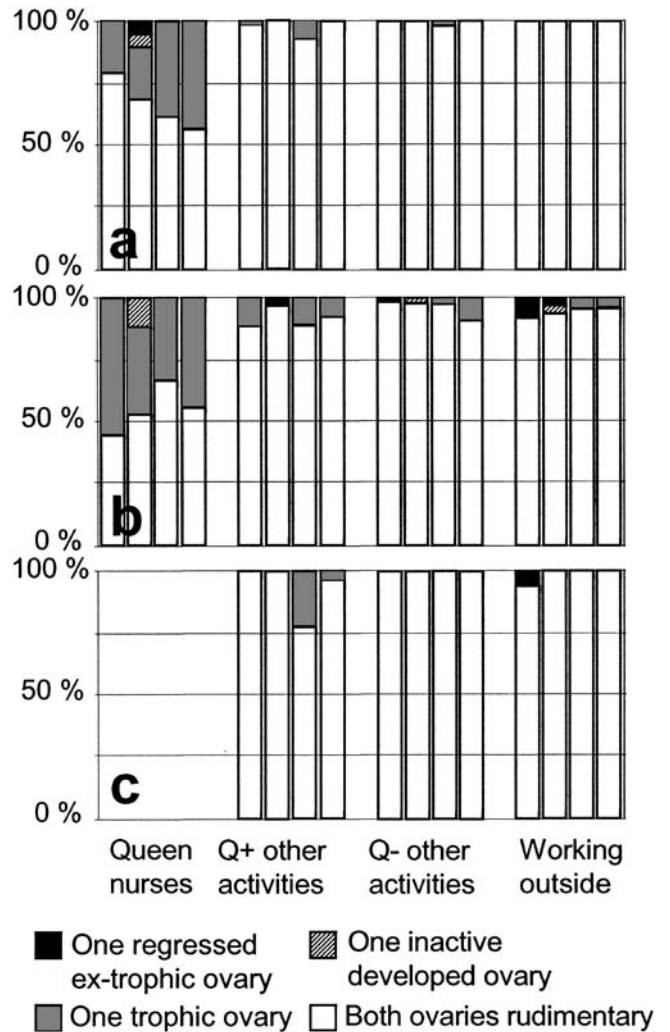 100 %
50 %
a
0 %
100 %
50 %
b
0 %
100 %
50 %
c
0 %
Queen nurses
Q+ other activities
Q- other activities
Working outside
One regressed ex-trophic ovary
One inactive developed ovary
One trophic ovary
Both ovaries rudimentary